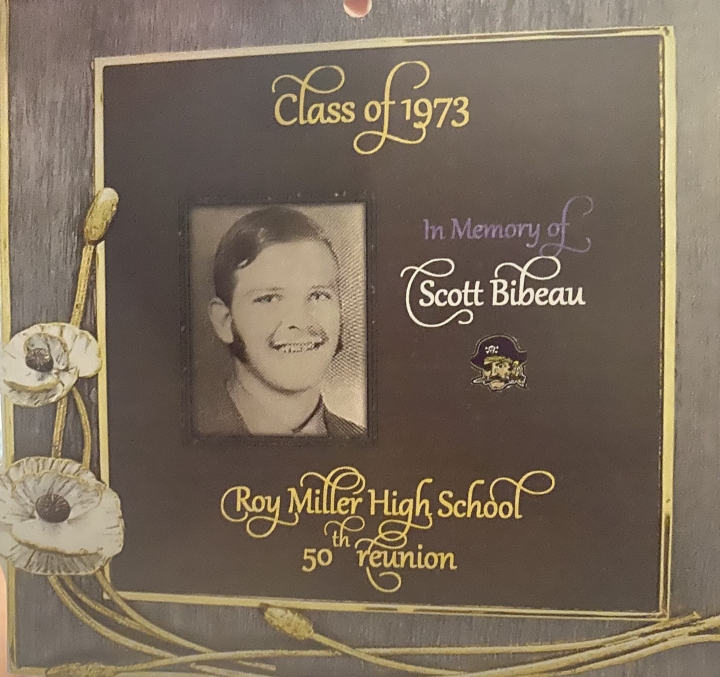 Class of 1973
In Memory of
Scott Bibeau
Roy Miller High School
50th reunion